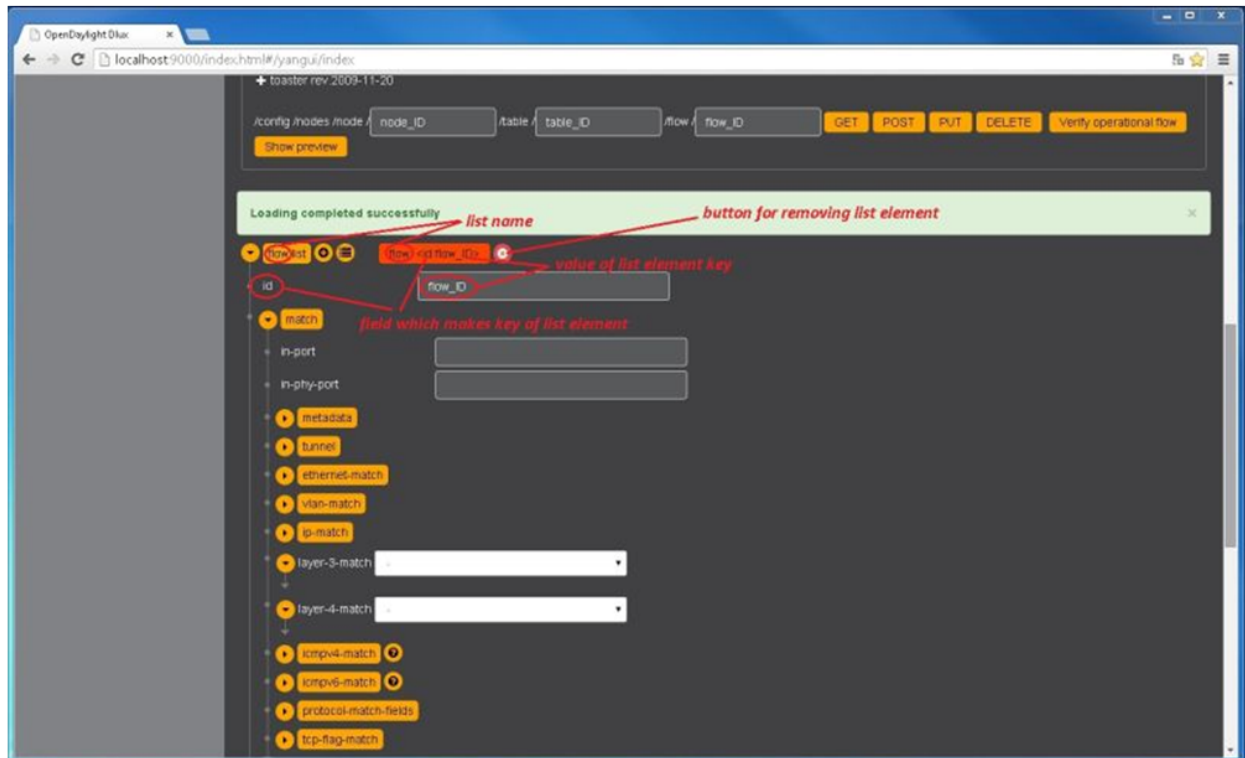 OpenDaylight Dlux
localhost:9000/index.html#/yangui/index
toaster rev.2009-11-20
/config /nodes /node / node_ID /table / table_ID /flow / flow_ID GET POST PUT DELETE Verify operational flow
Show preview
Loading completed successfully
list name
button for removing list element
flow list flow <id:flow_ID>
value of list element key
id flow_ID
field which makes key of list element
match
in-port
in-phy-port
metadata
tunnel
ethernet-match
vlan-match
ip-match
layer-3-match
layer-4-match
icmpv4-match
icmpv6-match
protocol-match-fields
tcp-flag-match